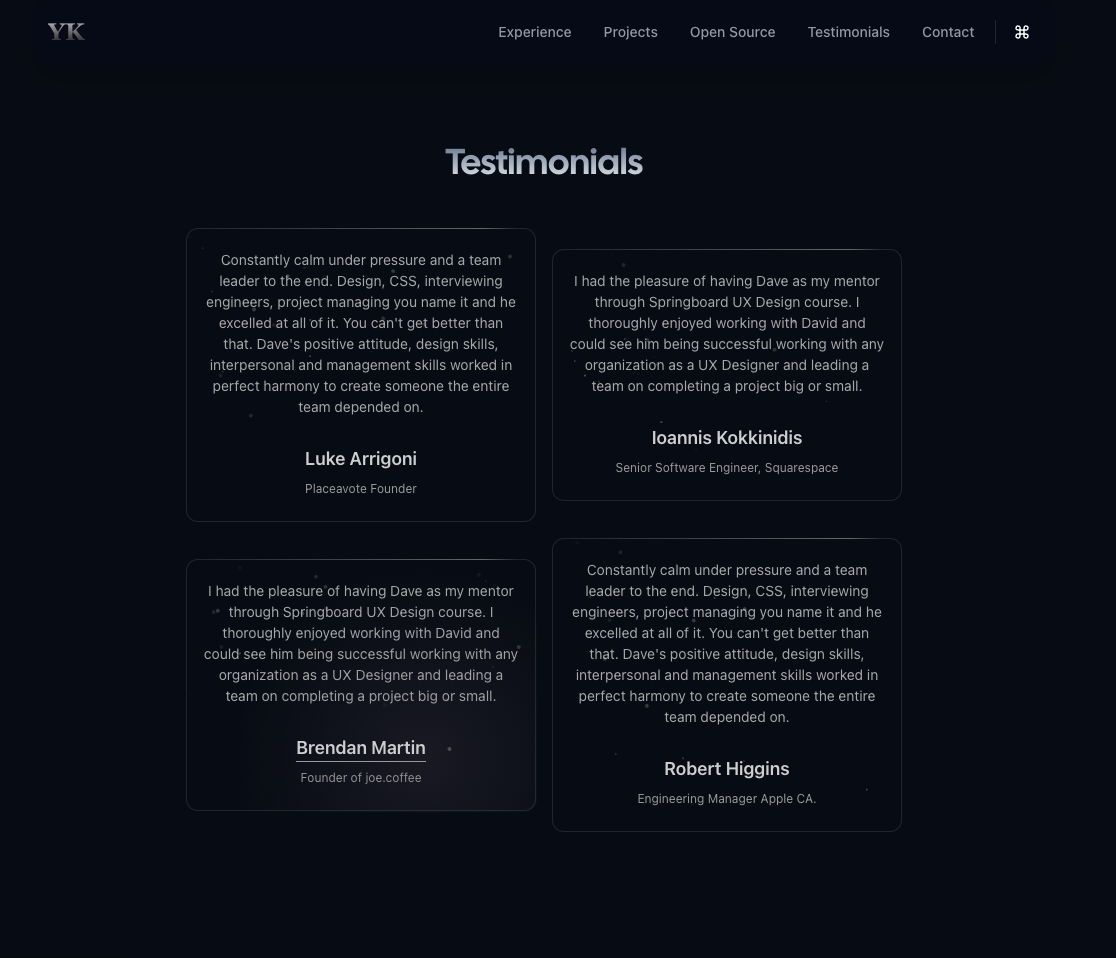 YK
Experience
Projects
Open Source
Testimonials
Contact
⌘
Testimonials
Constantly calm under pressure and a team
leader to the end. Design, CSS, interviewing
engineers, project managing you name it and he
excelled at all of it. You can't get better than
that. Dave's positive attitude, design skills,
interpersonal and management skills worked in
perfect harmony to create someone the entire
team depended on.
Luke Arrigoni
Placeavote Founder
I had the pleasure of having Dave as my mentor
through Springboard UX Design course. I
thoroughly enjoyed working with David and
could see him being successful working with any
organization as a UX Designer and leading a
team on completing a project big or small.
Ioannis Kokkinidis
Senior Software Engineer, Squarespace
I had the pleasure of having Dave as my mentor
through Springboard UX Design course. I
thoroughly enjoyed working with David and
could see him being successful working with any
organization as a UX Designer and leading a
team on completing a project big or small.
Brendan Martin
Founder of joe.coffee
Constantly calm under pressure and a team
leader to the end. Design, CSS, interviewing
engineers, project managing you name it and he
excelled at all of it. You can't get better than
that. Dave's positive attitude, design skills,
interpersonal and management skills worked in
perfect harmony to create someone the entire
team depended on.
Robert Higgins
Engineering Manager Apple CA.